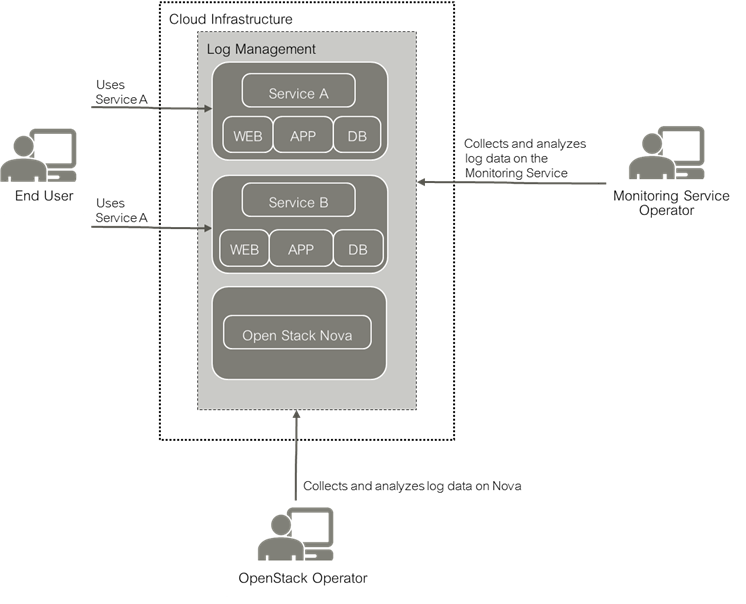 Cloud Infrastructure
Log Management
Uses
Service A
Service A
WEB
APP
DB
End User
Collects and analyzes
log data on the
Monitoring Service
Monitoring Service
Operator
Uses
Service A
Service B
WEB
APP
DB
Open Stack Nova
Collects and analyzes log data on Nova
OpenStack Operator